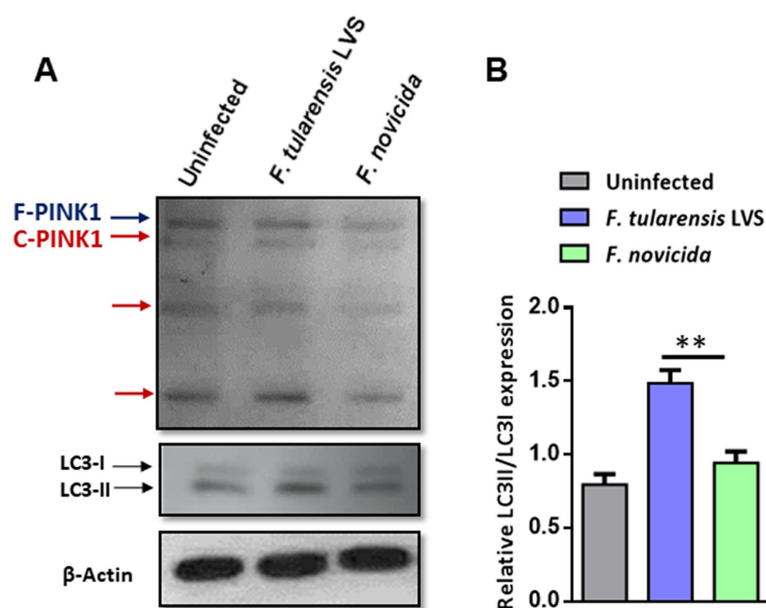 A
B
Uninfected
F. tularensis LVS
F. novicida
F-PINK1
C-PINK1
LC3-I
LC3-II
β-Actin
Uninfected
F. tularensis LVS
F. novicida
Relative LC3II/LC3I expression
2.0
1.5
1.0
0.5
0.0
**